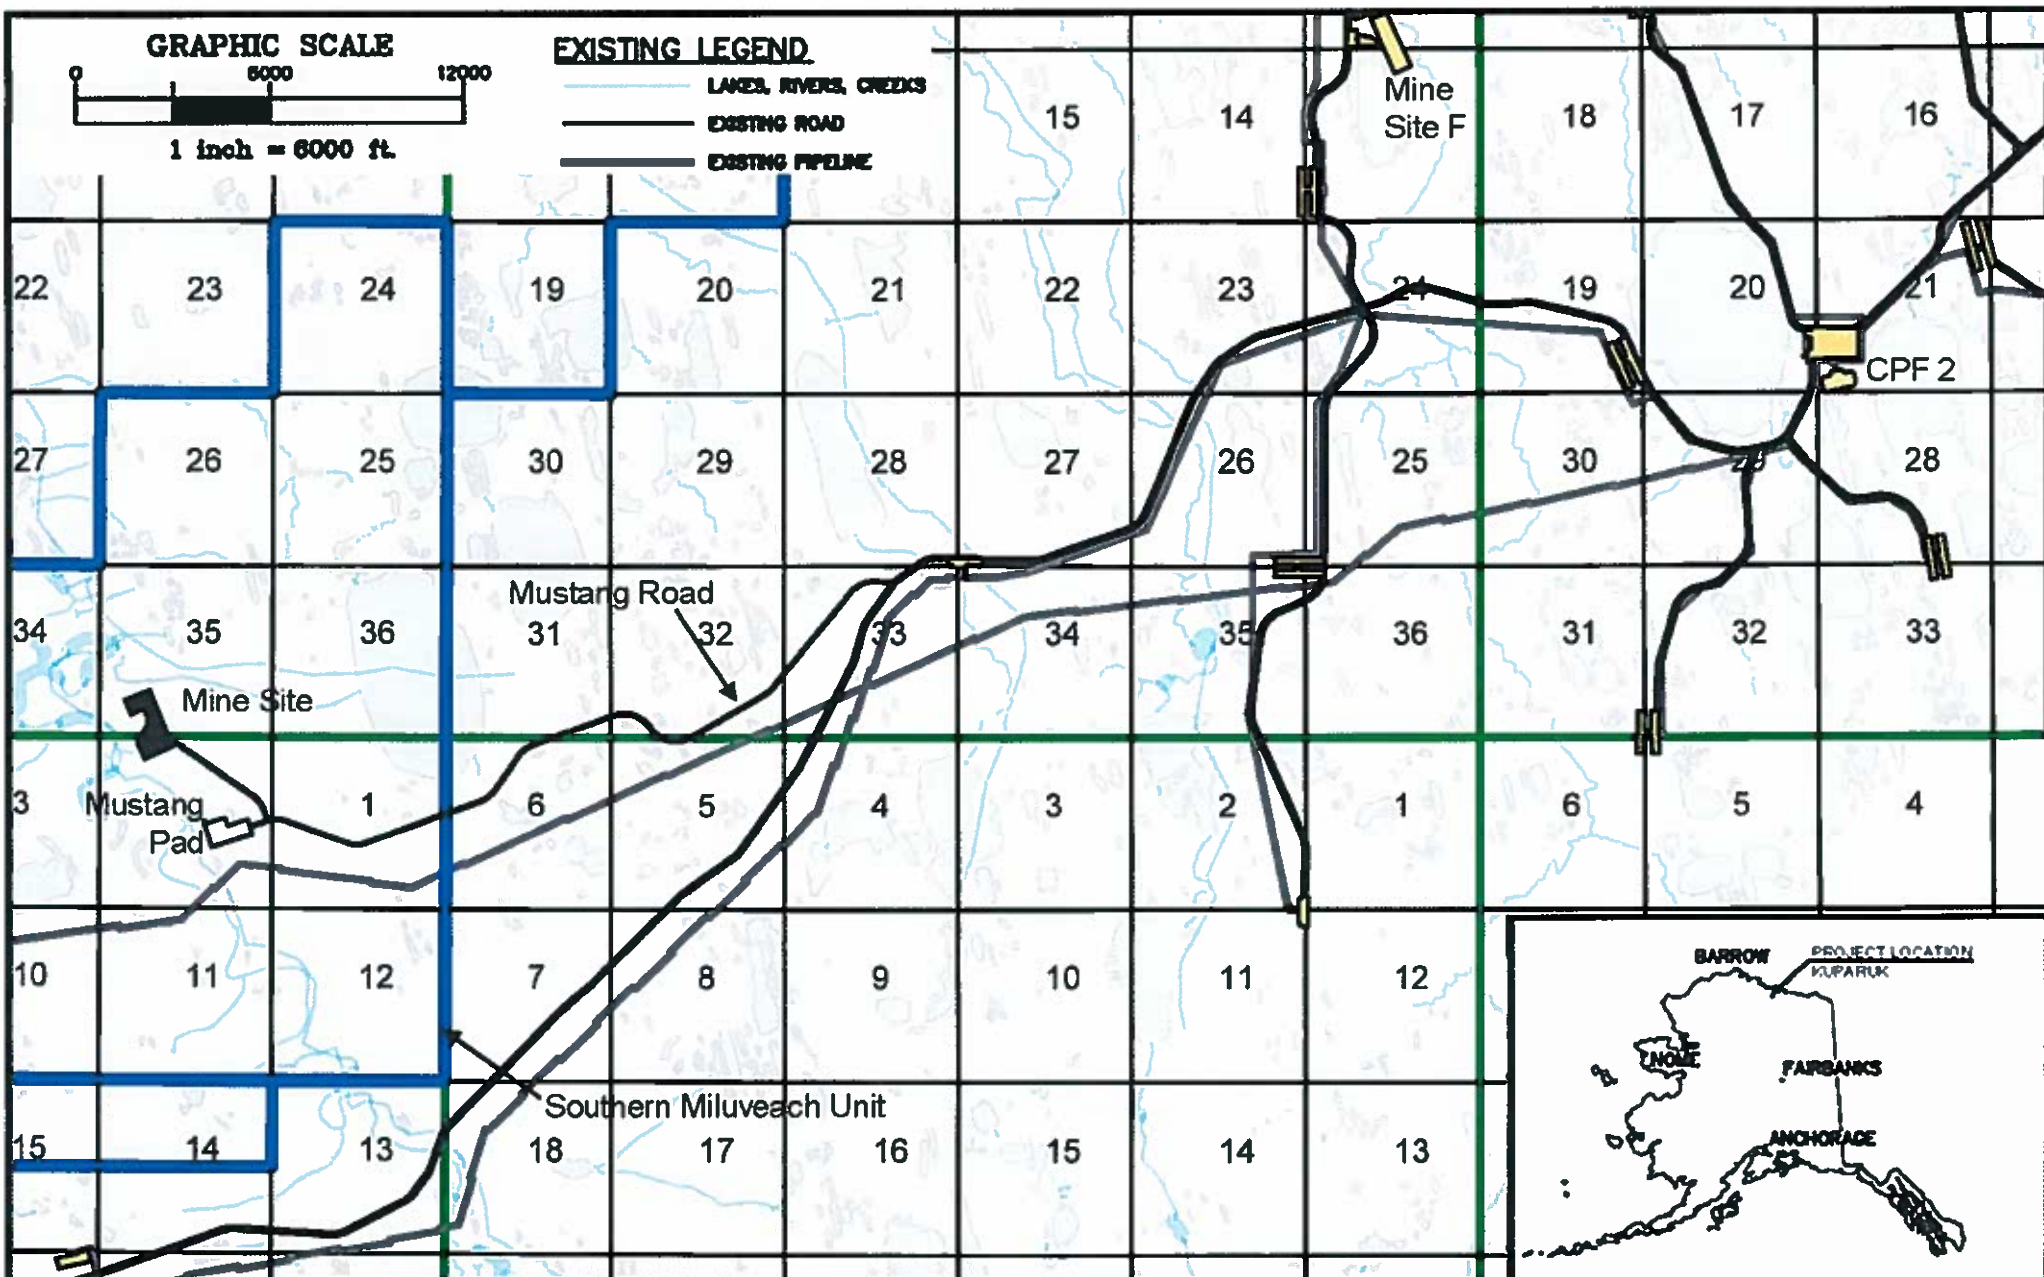 GRAPHIC SCALE
0 6000 12000
1 inch = 6000 ft.
EXISTING LEGEND
LAKES, RIVERS, CREEKS
EXISTING ROAD
EXISTING PIPELINE
Mine
Site F
15 14 18 17 16
22 23 24 19 20 21 22 23 24 19 20 21
CPF 2
27 26 25 30 29 28 27 26 25 30 29 28
Mustang Road
34 35 36 31 32 33 34 35 36 31 32 33
Mine Site
3 1 6 5 4 3 2 1 6 5 4
Mustang
Pad
10 11 12 7 8 9 10 11 12
Southern Miluveach Unit
15 14 13 18 17 16 15 14 13
BARROW
PROJECT LOCATION
KUPARUK
NOME
FAIRBANKS
ANCHORAGE